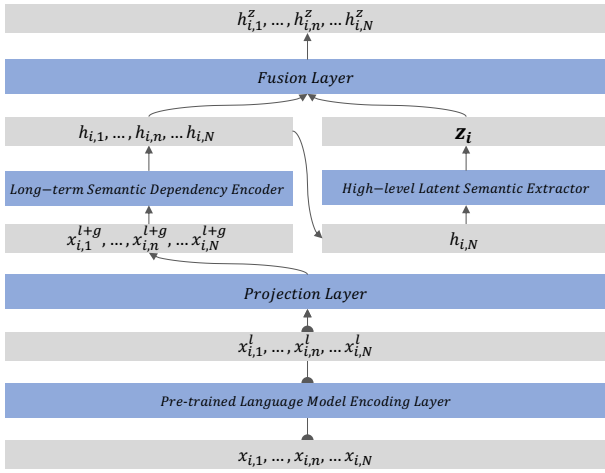 h^z_{i,1}, …, h^z_{i,n}, … h^z_{i,N}
Fusion Layer
h_{i,1}, …, h_{i,n}, … h_{i,N}
z_i
Long−term Semantic Dependency Encoder
High−level Latent Semantic Extractor
x^{l+g}_{i,1}, …, x^{l+g}_{i,n}, … x^{l+g}_{i,N}
h_{i,N}
Projection Layer
x^l_{i,1}, …, x^l_{i,n}, … x^l_{i,N}
Pre-trained Language Model Encoding Layer
x_{i,1}, …, x_{i,n}, … x_{i,N}